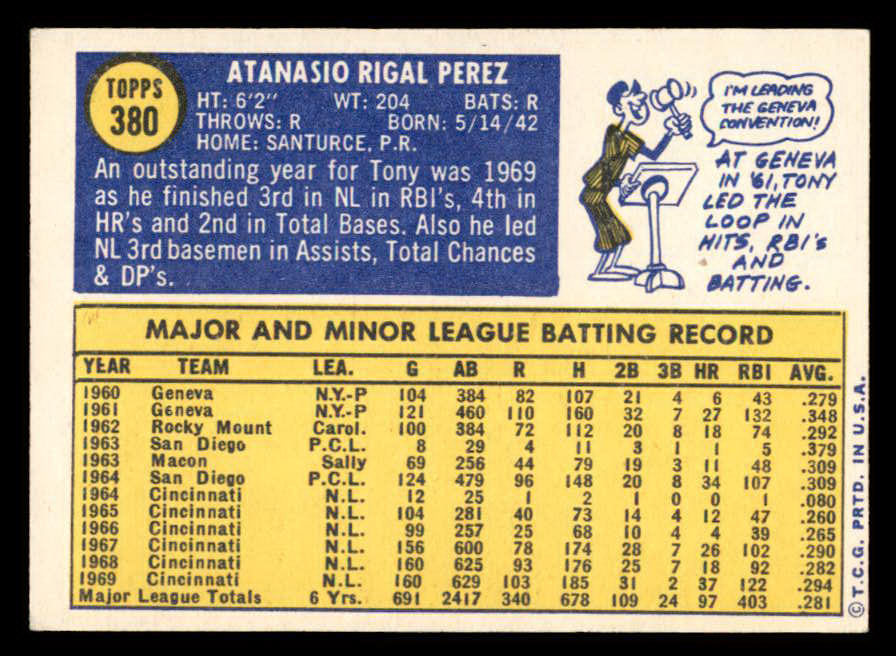 TOPPS
380
ATANASIO RIGAL PEREZ
HT: 6'2" WT: 204 BATS: R
THROWS: R BORN: 5/14/42
HOME: SANTURCE, P.R.
An outstanding year for Tony was 1969
as he finished 3rd in NL in RBI's, 4th in
HR's and 2nd in Total Bases. Also he led
NL 3rd basemen in Assists, Total Chances
& DP's.
I'M LEADING
THE GENEVA
CONVENTION!
AT GENEVA
IN '61, TONY
LED THE
LOOP IN
HITS, RBI's
AND
BATTING.
MAJOR AND MINOR LEAGUE BATTING RECORD
YEAR TEAM LEA. G AB R H 2B 3B HR RBI AVG.
1960 Geneva N.Y.-P 104 384 82 107 21 4 6 43 .279
1961 Geneva N.Y.-P 121 460 110 160 32 7 27 132 .348
1962 Rocky Mount Carol. 100 384 72 112 20 8 18 74 .292
1963 San Diego P.C.L. 8 29 4 11 3 1 1 5 .379
1963 Macon Sally 69 256 44 79 19 3 11 48 .309
1964 San Diego P.C.L. 124 479 96 148 20 8 34 107 .309
1964 Cincinnati N.L. 12 25 1 2 1 0 0 1 .080
1965 Cincinnati N.L. 104 281 40 73 14 4 12 47 .260
1966 Cincinnati N.L. 99 257 25 68 10 4 4 39 .265
1967 Cincinnati N.L. 156 600 78 174 28 7 26 102 .290
1968 Cincinnati N.L. 160 625 93 176 25 7 18 92 .282
1969 Cincinnati N.L. 160 629 103 185 31 2 37 122 .294
Major League Totals 6 Yrs. 691 2417 340 678 109 24 97 403 .281
© T.C.G. PRTD. IN U.S.A.